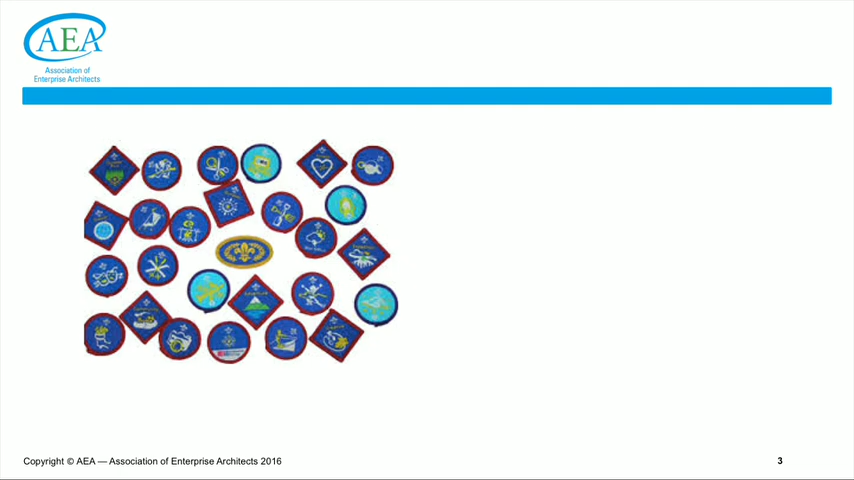 AEA
Association of
Enterprise Architects
Copyright © AEA — Association of Enterprise Architects 2016
3